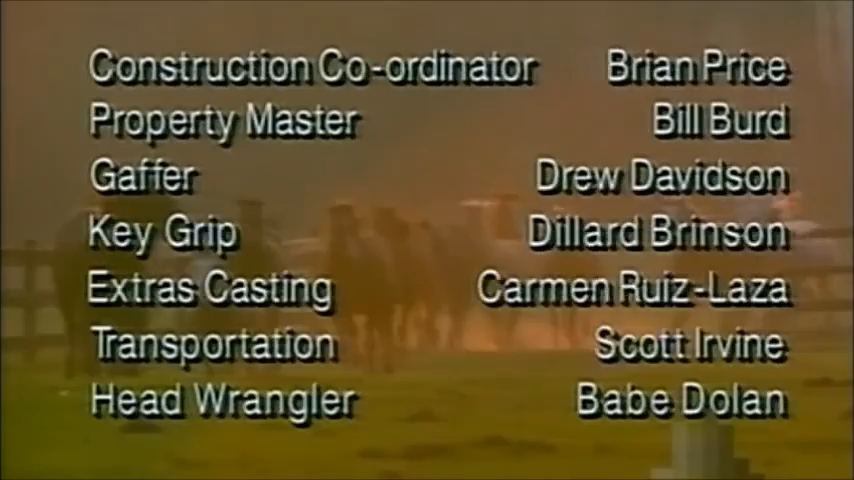 Construction Co-ordinator Brian Price
Property Master Bill Burd
Gaffer Drew Davidson
Key Grip Dillard Brinson
Extras Casting Carmen Ruiz-Laza
Transportation Scott Irvine
Head Wrangler Babe Dolan